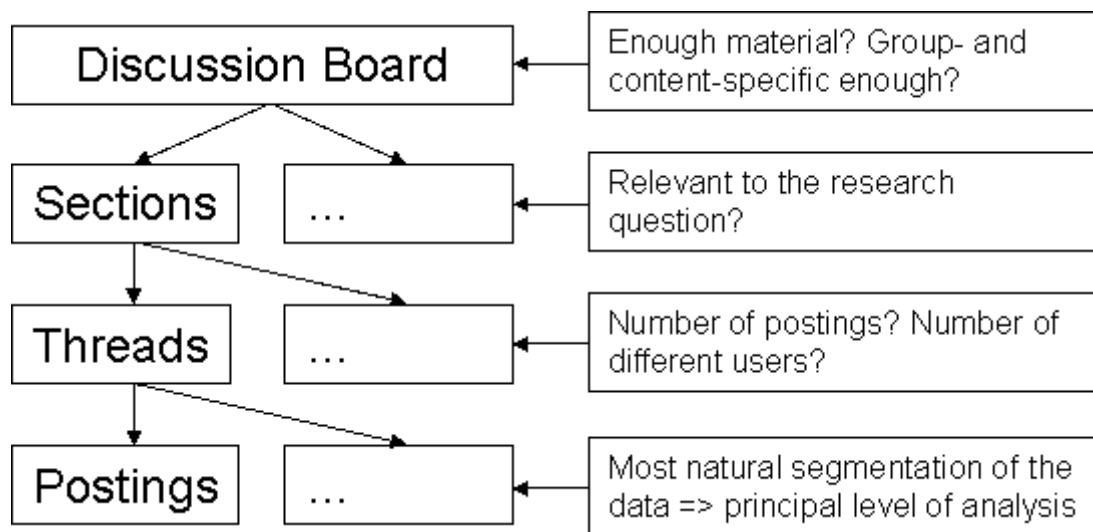 Discussion Board
Enough material? Group- and
content-specific enough?
Sections
...
Relevant to the research
question?
Threads
...
Number of postings? Number of
different users?
Postings
...
Most natural segmentation of the
data => principal level of analysis